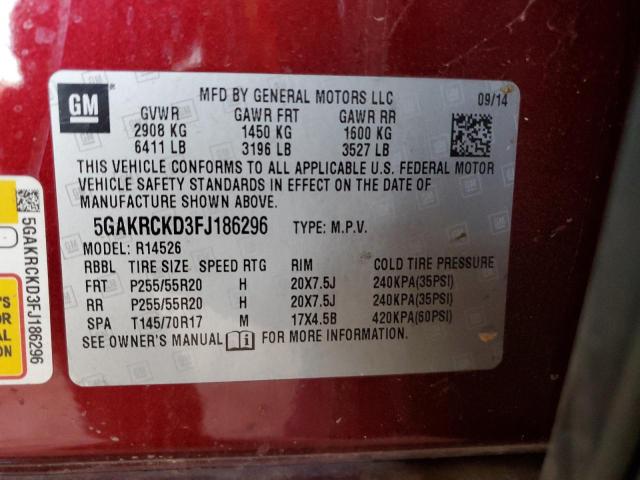 GM
MFD BY GENERAL MOTORS LLC 09/14
GVWR GAWR FRT GAWR RR
2908 KG 1450 KG 1600 KG
6411 LB 3196 LB 3527 LB
THIS VEHICLE CONFORMS TO ALL APPLICABLE U.S. FEDERAL MOTOR
VEHICLE SAFETY STANDARDS IN EFFECT ON THE DATE OF
MANUFACTURE SHOWN ABOVE.
5GAKRCKD3FJ186296 TYPE: M.P.V.
MODEL: R14526
RBBL TIRE SIZE SPEED RTG RIM COLD TIRE PRESSURE
FRT P255/55R20 H 20X7.5J 240KPA(35PSI)
RR P255/55R20 H 20X7.5J 240KPA(35PSI)
SPA T145/70R17 M 17X4.5B 420KPA(60PSI)
SEE OWNER'S MANUAL FOR MORE INFORMATION.
5GAKRCKD3FJ186296